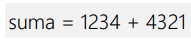 suma = 1234 + 4321